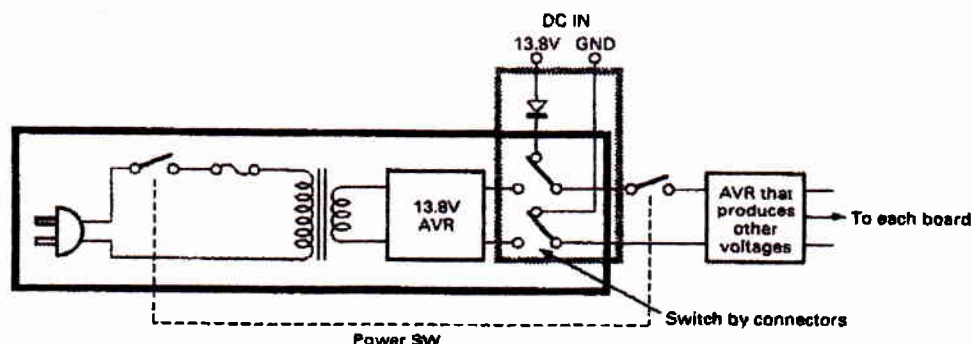 DC IN
13.8V GND
13.8V
AVR
AVR that
produces
other
voltages
To each board
Switch by connectors
Power SW